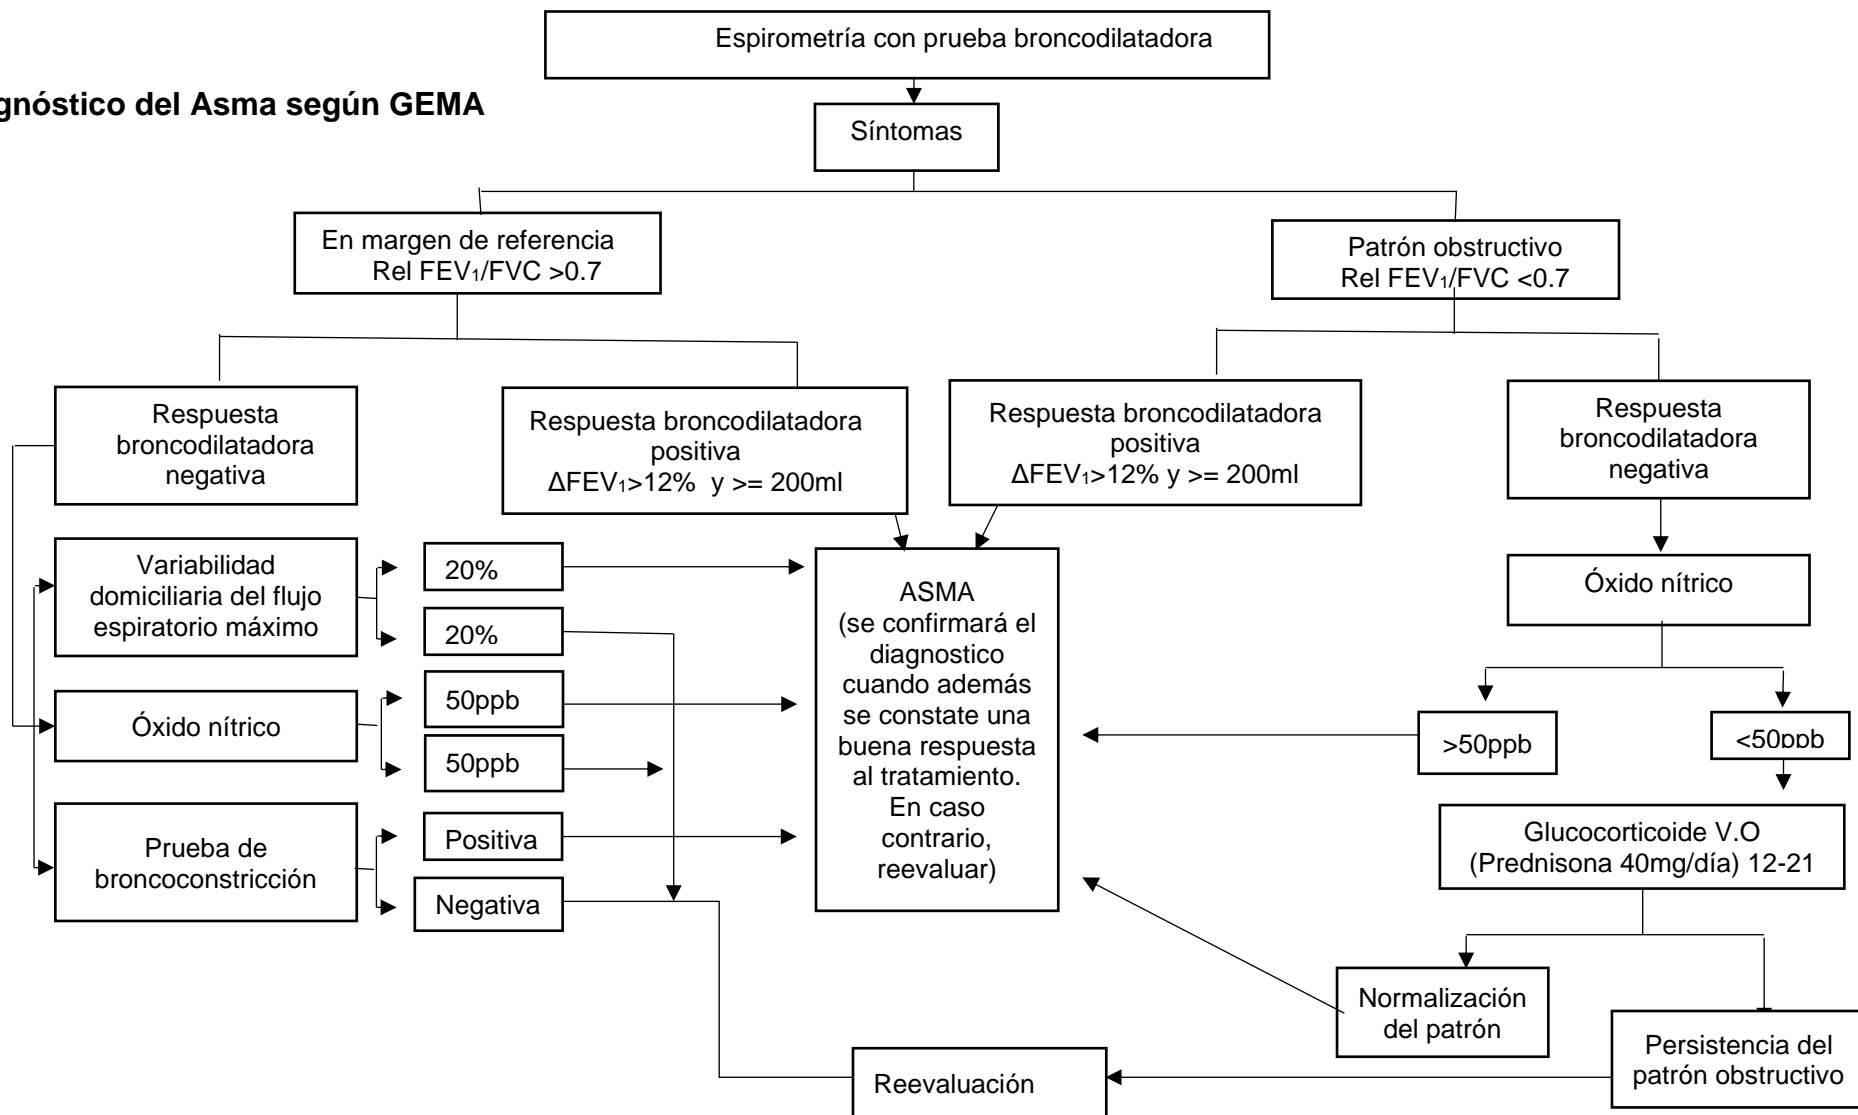 Espirometría con prueba broncodilatadora
gnóstico del Asma según GEMA
Síntomas
En margen de referencia
Rel FEV₁/FVC >0.7
Patrón obstructivo
Rel FEV₁/FVC <0.7
Respuesta
broncodilatadora
negativa
Respuesta broncodilatadora
positiva
ΔFEV₁>12%  y >= 200ml
Respuesta broncodilatadora
positiva
ΔFEV₁>12% y >= 200ml
Respuesta
broncodilatadora
negativa
Variabilidad
domiciliaria del flujo
espiratorio máximo
20%
20%
Óxido nítrico
50ppb
50ppb
Prueba de
broncoconstricción
Positiva
Negativa
ASMA
(se confirmará el
diagnostico
cuando además
se constate una
buena respuesta
al tratamiento.
En caso
contrario,
reevaluar)
Óxido nítrico
>50ppb
<50ppb
Glucocorticoide V.O
(Prednisona 40mg/día) 12-21
Normalización
del patrón
Persistencia del
patrón obstructivo
Reevaluación